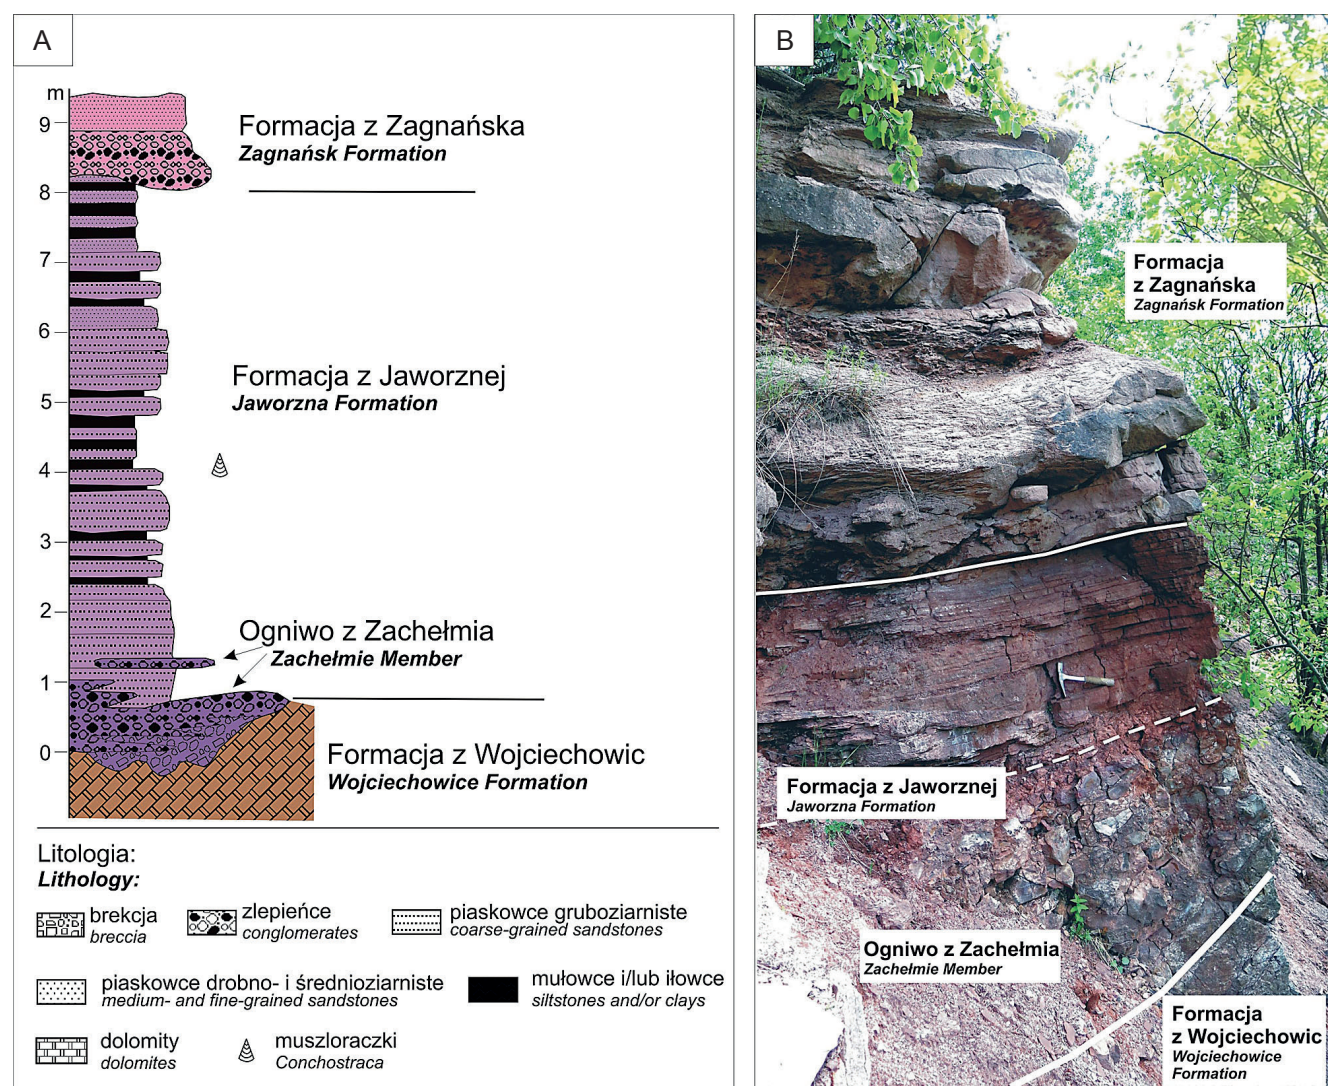 A
m
9
Formacja z Zagnańska
Zagnańsk Formation
8
7
6
Formacja z Jaworznej
Jaworzna Formation
5
4
3
2
Ogniwo z Zachełmia
Zachełmie Member
1
0
Formacja z Wojciechowic
Wojciechowice Formation
Litologia:
Lithology:
brekcja
breccia
zlepieńce
conglomerates
piaskowce gruboziarniste
coarse-grained sandstones
piaskowce drobno- i średnioziarniste
medium- and fine-grained sandstones
mułowce i/lub iłowce
siltstones and/or clays
dolomity
dolomites
muszloraczki
Conchostraca
B
Formacja
z Zagnańska
Zagnańsk Formation
Formacja z Jaworznej
Jaworzna Formation
Ogniwo z Zachełmia
Zachełmie Member
Formacja
z Wojciechowic
Wojciechowice
Formation